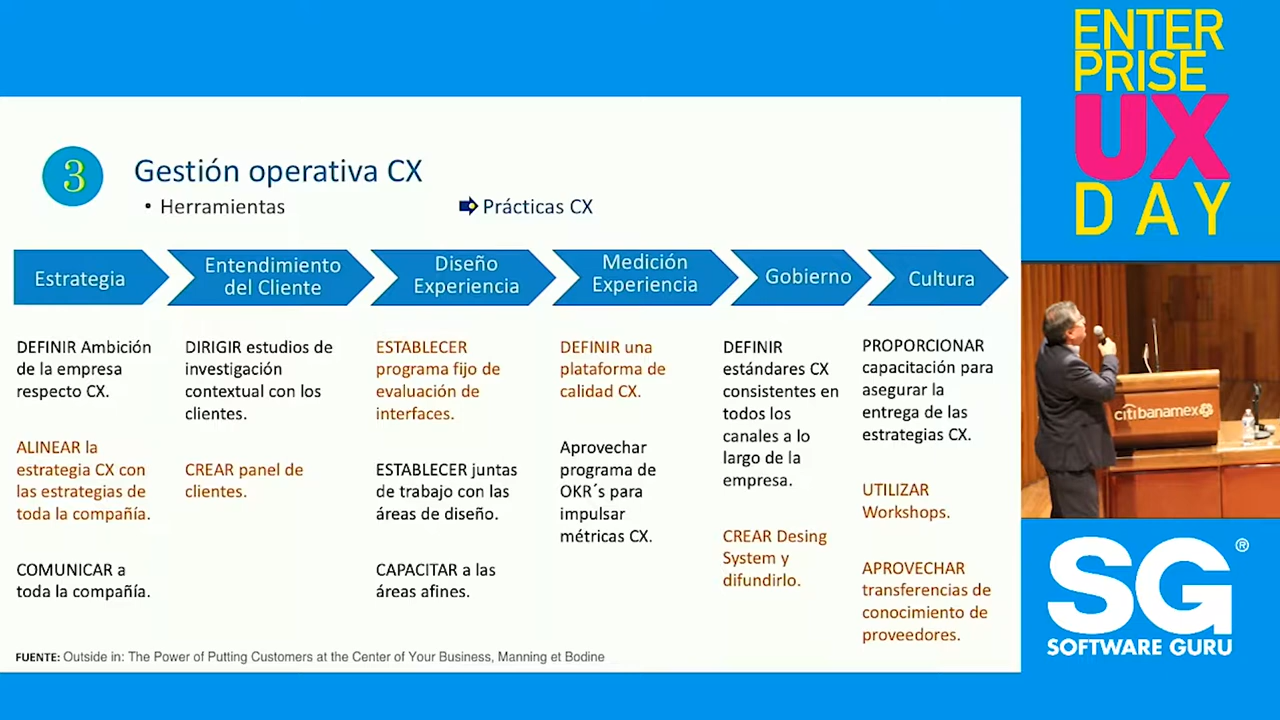 ENTER
PRISE
UX
DAY
3
Gestión operativa CX
• Herramientas
Prácticas CX
Estrategia
Entendimiento
del Cliente
Diseño
Experiencia
Medición
Experiencia
Gobierno
Cultura
DEFINIR Ambición
de la empresa
respecto CX.
ALINEAR la
estrategia CX con
las estrategias de
toda la compañía.
COMUNICAR a
toda la compañía.
DIRIGIR estudios de
investigación
contextual con los
clientes.
CREAR panel de
clientes.
ESTABLECER
programa fijo de
evaluación de
interfaces.
ESTABLECER juntas
de trabajo con las
áreas de diseño.
CAPACITAR a las
áreas afines.
DEFINIR una
plataforma de
calidad CX.
Aprovechar
programa de
OKR´s para
impulsar
métricas CX.
DEFINIR
estándares CX
consistentes en
todos los
canales a lo
largo de la
empresa.
CREAR Desing
System y
difundirlo.
PROPORCIONAR
capacitación para
asegurar la
entrega de las
estrategias CX.
UTILIZAR
Workshops.
APROVECHAR
transferencias de
conocimiento de
proveedores.
FUENTE: Outside in: The Power of Putting Customers at the Center of Your Business, Manning et Bodine
citibanamex
SG®
SOFTWARE GURU